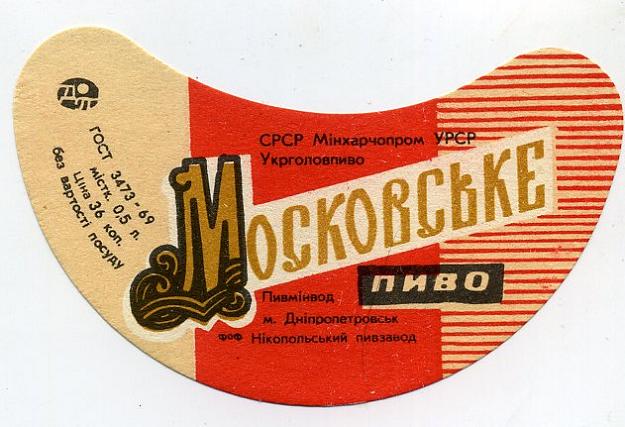 ГОСТ 3473-69
містк. 0,5 л.
Ціна 36 коп.
без вартості посуду
СРСР Мінхарчопром УРСР
Укрголовпиво
МОСКОВСЬКЕ
ПИВО
Пивмінвод
м. Дніпропетровськ
фоф Нікопольський пивзавод